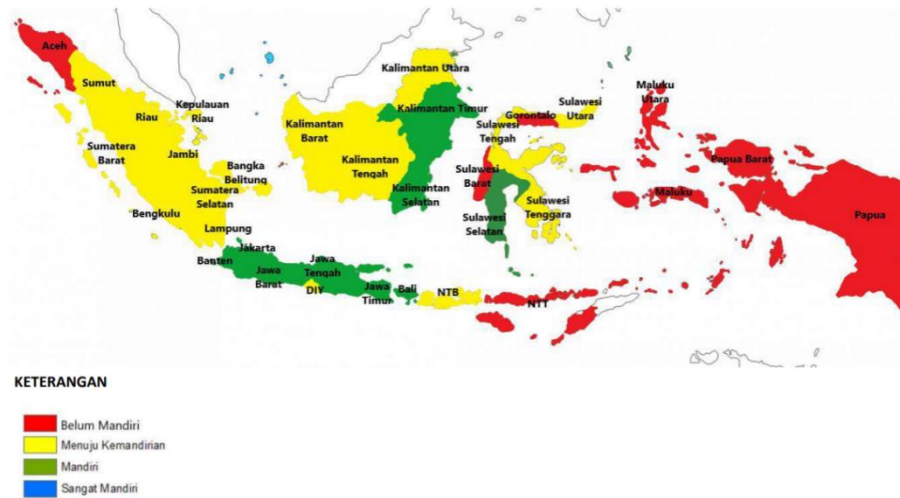 Aceh
Sumut
Riau
Kepulauan
Riau
Sumatera
Barat
Jambi
Bangka
Belitung
Sumatera
Selatan
Bengkulu
Lampung
Banten
Jakarta
Jawa
Barat
Jawa
Tengah
DIY
Jawa
Timur
Bali
NTB
NTT
Kalimantan Utara
Kalimantan Timur
Kalimantan
Barat
Kalimantan
Tengah
Kalimantan
Selatan
Gorontalo
Sulawesi
Utara
Sulawesi
Tengah
Sulawesi
Barat
Sulawesi
Tenggara
Sulawesi
Selatan
Maluku
Utara
Maluku
Papua Barat
Papua
KETERANGAN
Belum Mandiri
Menuju Kemandirian
Mandiri
Sangat Mandiri